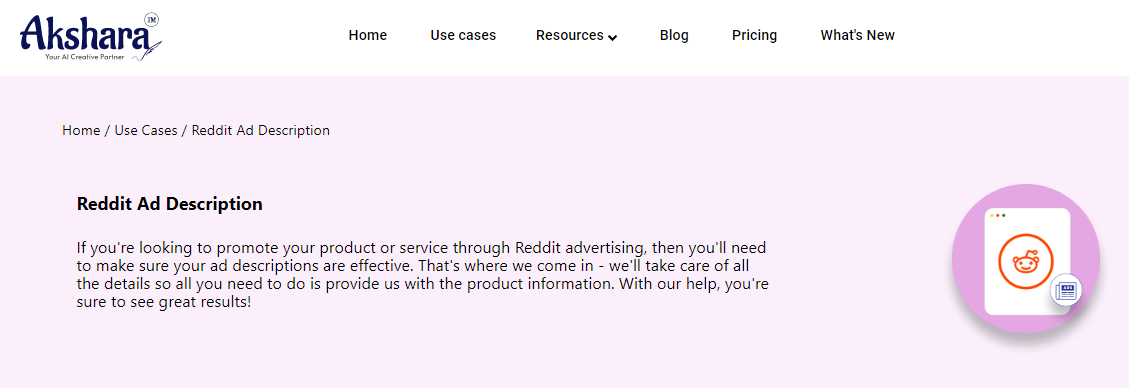 Akshara TM
Your AI Creative Partner
Home Use cases Resources Blog Pricing What's New
Home / Use Cases / Reddit Ad Description
Reddit Ad Description
If you're looking to promote your product or service through Reddit advertising, then you'll need
to make sure your ad descriptions are effective. That's where we come in - we'll take care of all
the details so all you need to do is provide us with the product information. With our help, you're
sure to see great results!
ADS